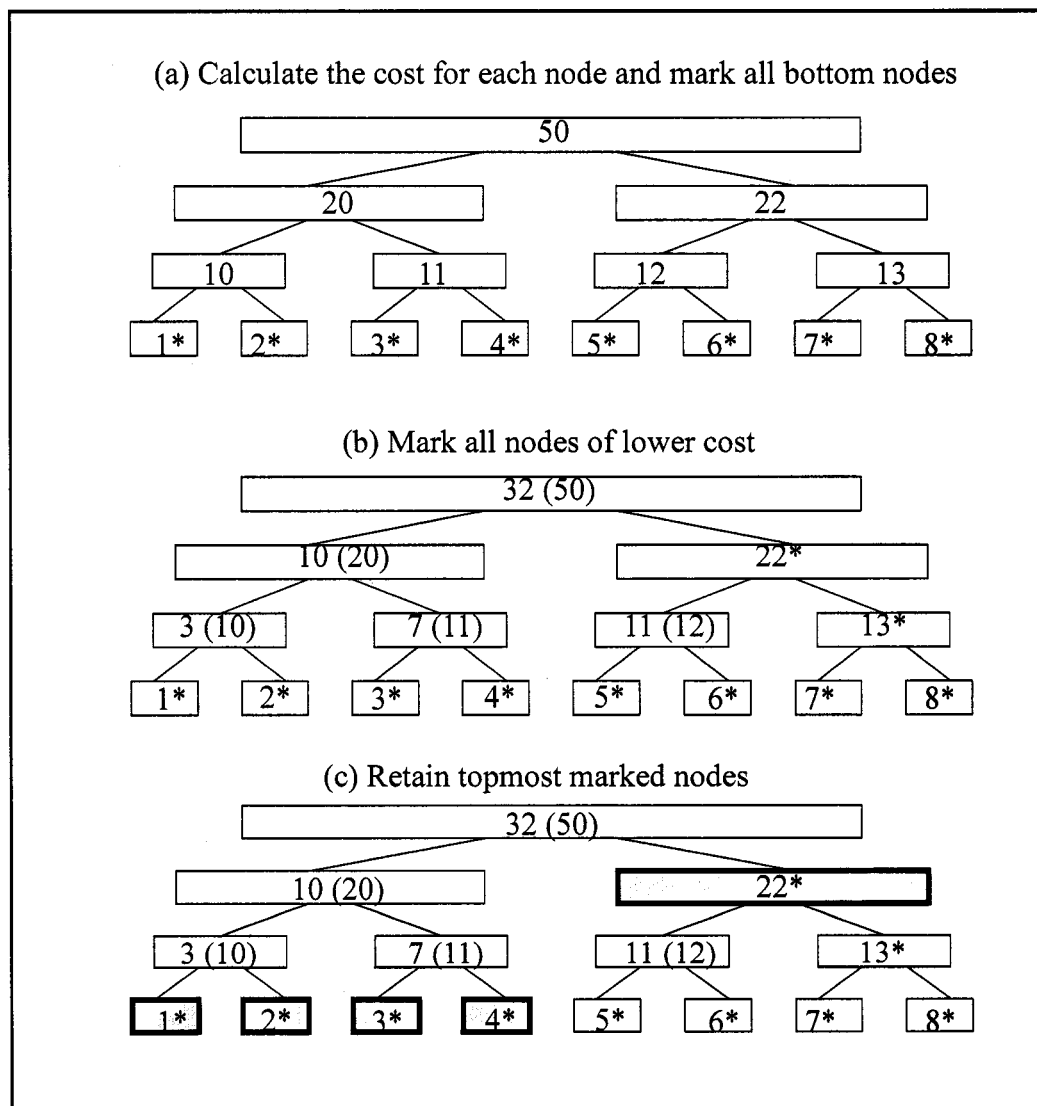 (a) Calculate the cost for each node and mark all bottom nodes
50
20 22
10 11 12 13
1* 2* 3* 4* 5* 6* 7* 8*
(b) Mark all nodes of lower cost
32 (50)
10 (20) 22*
3 (10) 7 (11) 11 (12) 13*
1* 2* 3* 4* 5* 6* 7* 8*
(c) Retain topmost marked nodes
32 (50)
10 (20) 22*
3 (10) 7 (11) 11 (12) 13*
1* 2* 3* 4* 5* 6* 7* 8*